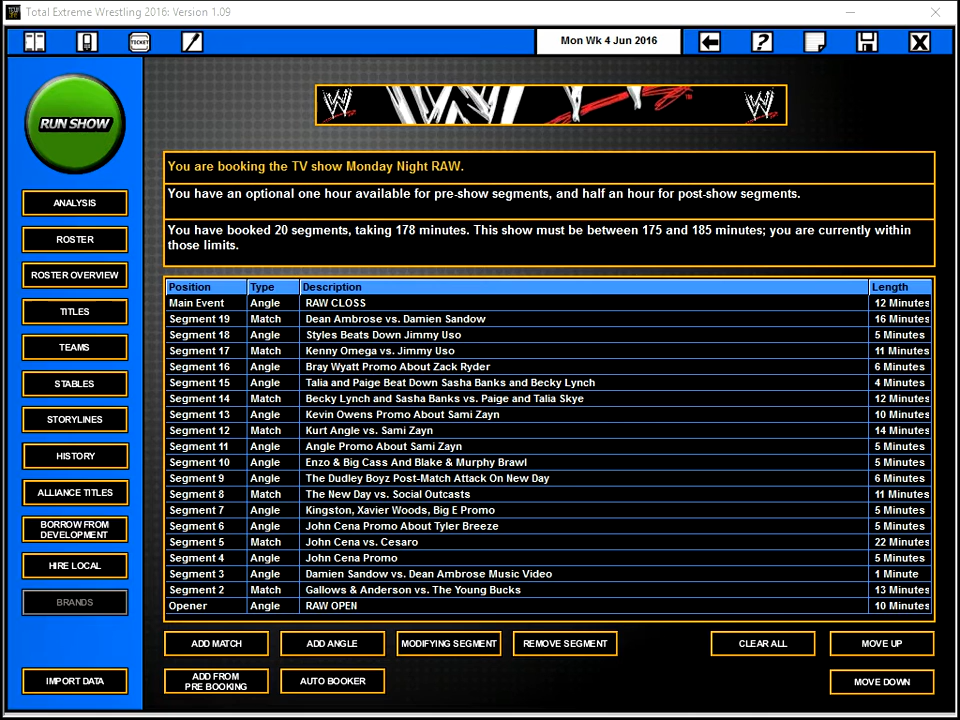 Total Extreme Wrestling 2016: Version 1.09
TICKET
Mon Wk 4 Jun 2016
?
X
RUN SHOW
ANALYSIS
ROSTER
ROSTER OVERVIEW
TITLES
TEAMS
STABLES
STORYLINES
HISTORY
ALLIANCE TITLES
BORROW FROM
DEVELOPMENT
HIRE LOCAL
BRANDS
IMPORT DATA
W W
You are booking the TV show Monday Night RAW.
You have an optional one hour available for pre-show segments, and half an hour for post-show segments.
You have booked 20 segments, taking 178 minutes. This show must be between 175 and 185 minutes; you are currently within
those limits.
Position Type Description Length
Main Event Angle RAW CLOSS 12 Minutes
Segment 19 Match Dean Ambrose vs. Damien Sandow 16 Minutes
Segment 18 Angle Styles Beats Down Jimmy Uso 5 Minutes
Segment 17 Match Kenny Omega vs. Jimmy Uso 11 Minutes
Segment 16 Angle Bray Wyatt Promo About Zack Ryder 6 Minutes
Segment 15 Angle Talia and Paige Beat Down Sasha Banks and Becky Lynch 4 Minutes
Segment 14 Match Becky Lynch and Sasha Banks vs. Paige and Talia Skye 12 Minutes
Segment 13 Angle Kevin Owens Promo About Sami Zayn 10 Minutes
Segment 12 Match Kurt Angle vs. Sami Zayn 14 Minutes
Segment 11 Angle Angle Promo About Sami Zayn 5 Minutes
Segment 10 Angle Enzo & Big Cass And Blake & Murphy Brawl 5 Minutes
Segment 9 Angle The Dudley Boyz Post-Match Attack On New Day 6 Minutes
Segment 8 Match The New Day vs. Social Outcasts 11 Minutes
Segment 7 Angle Kingston, Xavier Woods, Big E Promo 5 Minutes
Segment 6 Angle John Cena Promo About Tyler Breeze 5 Minutes
Segment 5 Match John Cena vs. Cesaro 22 Minutes
Segment 4 Angle John Cena Promo 5 Minutes
Segment 3 Angle Damien Sandow vs. Dean Ambrose Music Video 1 Minute
Segment 2 Match Gallows & Anderson vs. The Young Bucks 13 Minutes
Opener Angle RAW OPEN 10 Minutes
ADD MATCH ADD ANGLE MODIFYING SEGMENT REMOVE SEGMENT CLEAR ALL MOVE UP
ADD FROM
PRE BOOKING
AUTO BOOKER MOVE DOWN